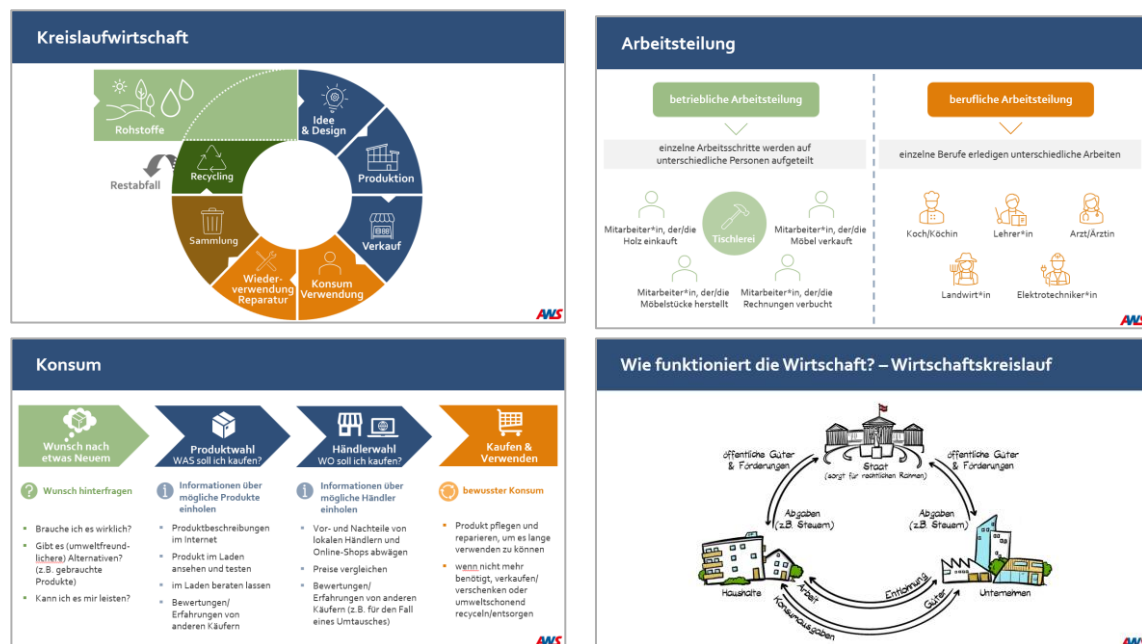 Kreislaufwirtschaft
Rohstoffe
Idee
& Design
Produktion
Verkauf
Konsum
Verwendung
Wieder-
verwendung
Reparatur
Sammlung
Recycling
Restabfall
AWS
Arbeitsteilung
betriebliche Arbeitsteilung
einzelne Arbeitsschritte werden auf
unterschiedliche Personen aufgeteilt
Mitarbeiter*in, der/die
Holz einkauft
Tischlerei
Mitarbeiter*in, der/die
Möbel verkauft
Mitarbeiter*in, der/die
Möbelstücke herstellt
Mitarbeiter*in, der/die
Rechnungen verbucht
berufliche Arbeitsteilung
einzelne Berufe erledigen unterschiedliche Arbeiten
Koch/Köchin
Lehrer*in
Arzt/Ärztin
Landwirt*in
Elektrotechniker*in
AWS
Konsum
Wunsch nach
etwas Neuem
Wunsch hinterfragen
Brauche ich es wirklich?
Gibt es (umweltfreund-
lichere) Alternativen?
(z.B. gebrauchte
Produkte)
Kann ich es mir leisten?
Produktwahl
WAS soll ich kaufen?
Informationen über
mögliche Produkte
einholen
Produktbeschreibungen
im Internet
Produkt im Laden
ansehen und testen
im Laden beraten lassen
Bewertungen/
Erfahrungen von
anderen Käufern
Händlerwahl
WO soll ich kaufen?
Informationen über
mögliche Händler
einholen
Vor- und Nachteile von
lokalen Händlern und
Online-Shops abwägen
Preise vergleichen
Bewertungen/
Erfahrungen von anderen
Käufern (z.B. für den Fall
eines Umtausches)
Kaufen &
Verwenden
bewusster Konsum
Produkt pflegen und
reparieren, um es lange
verwenden zu können
wenn nicht mehr
benötigt, verkaufen/
verschenken oder
umweltschonend
recyceln/entsorgen
AWS
Wie funktioniert die Wirtschaft? – Wirtschaftskreislauf
öffentliche Güter
& Förderungen
Staat
(sorgt für rechtlichen Rahmen)
öffentliche Güter
& Förderungen
Abgaben
(z.B. Steuern)
Abgaben
(z.B. Steuern)
Haushalte
Unternehmen
Entlohnung
Arbeit
Güter
Konsumausgaben
AWS